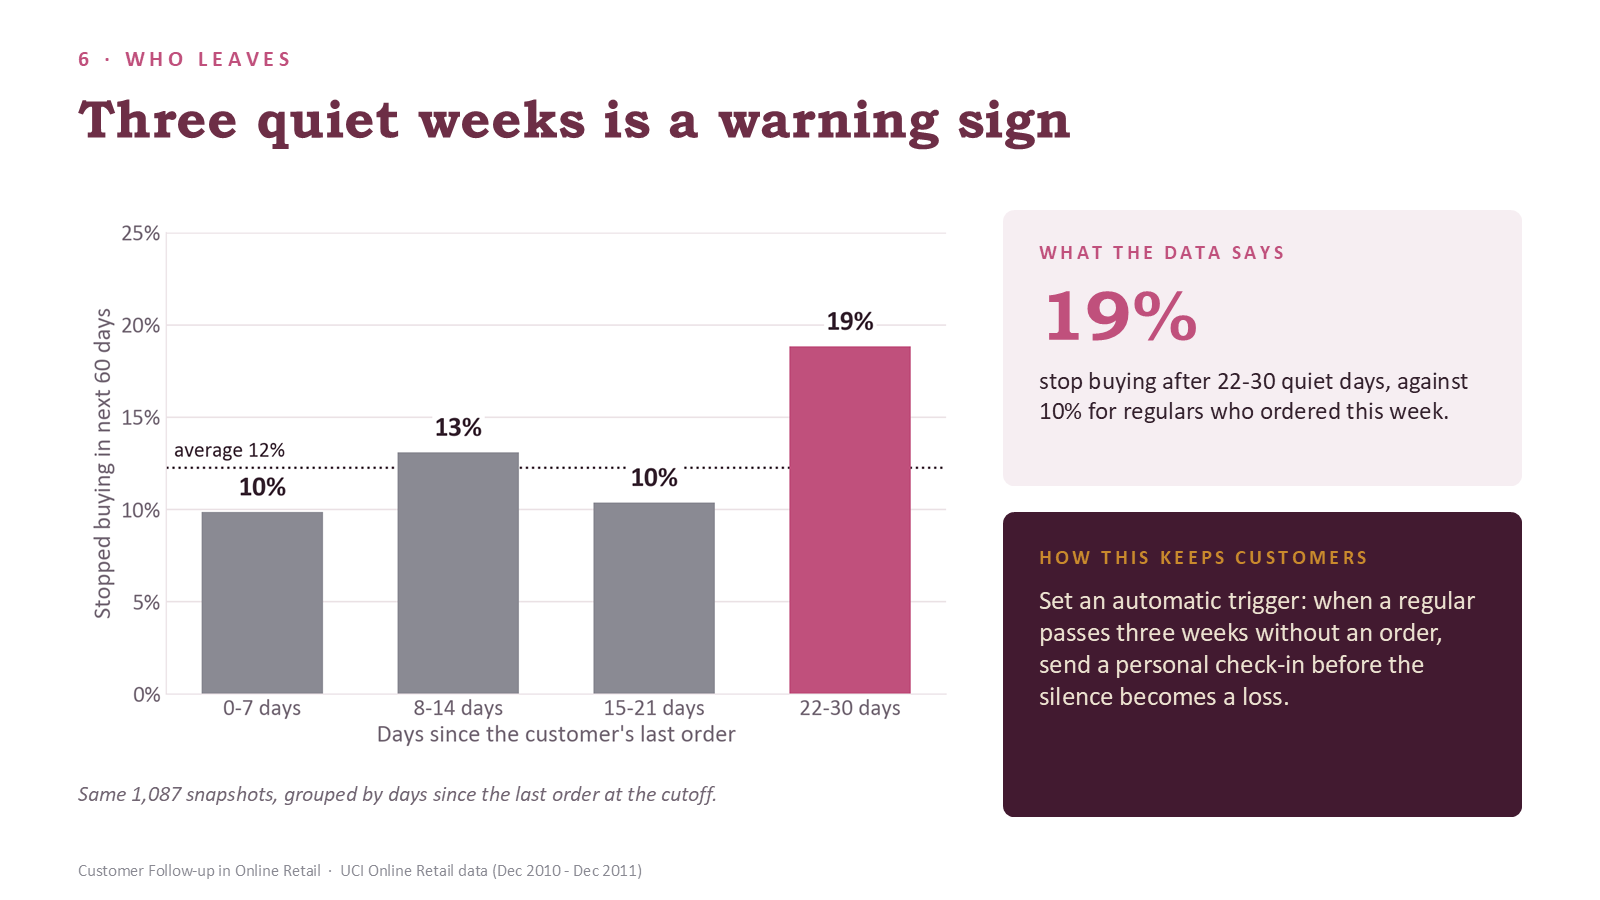 6 · WHO LEAVES
Three quiet weeks is a warning sign
25%
20%
15%
10%
5%
0%
Stopped buying in next 60 days
average 12%
10%
13%
10%
19%
0-7 days
8-14 days
15-21 days
22-30 days
Days since the customer's last order
Same 1,087 snapshots, grouped by days since the last order at the cutoff.
WHAT THE DATA SAYS
19%
stop buying after 22-30 quiet days, against
10% for regulars who ordered this week.
HOW THIS KEEPS CUSTOMERS
Set an automatic trigger: when a regular
passes three weeks without an order,
send a personal check-in before the
silence becomes a loss.
Customer Follow-up in Online Retail · UCI Online Retail data (Dec 2010 - Dec 2011)